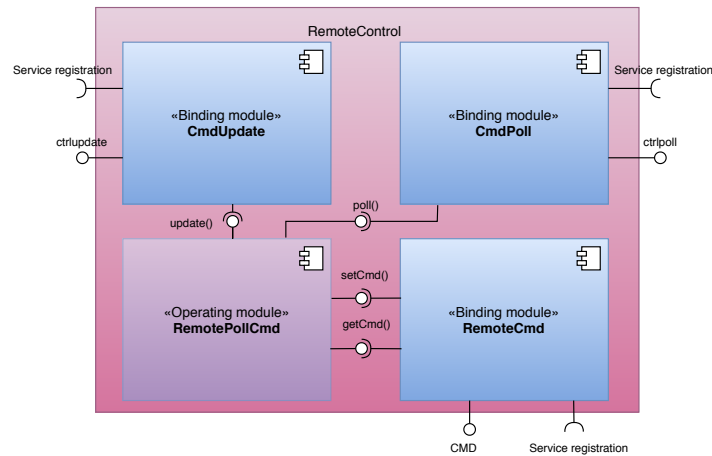 RemoteControl
Service registration
Service registration
«Binding module»
CmdUpdate
«Binding module»
CmdPoll
ctrlupdate
ctrlpoll
update()
poll()
«Operating module»
RemotePollCmd
setCmd()
getCmd()
«Binding module»
RemoteCmd
CMD
Service registration